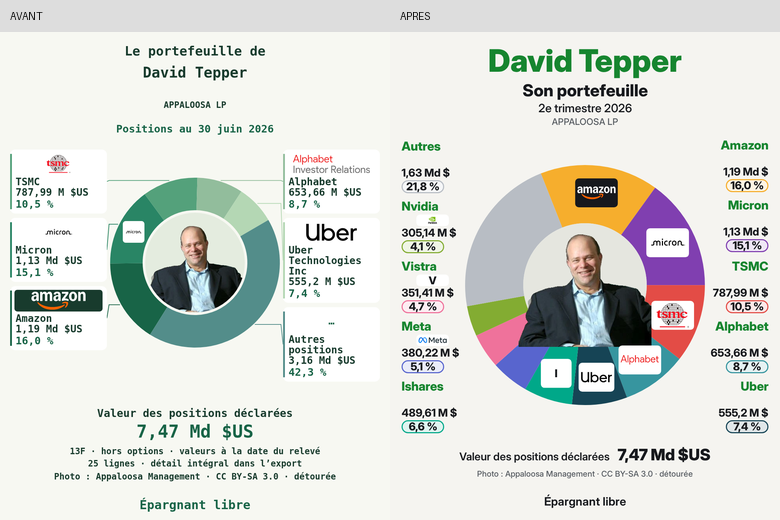 AVANT
Le portefeuille de
David Tepper
APPALOOSA LP
Positions au 30 juin 2026
tsmc
TSMC
787,99 M $US
10,5 %
micron
Micron
1,13 Md $US
15,1 %
amazon
Amazon
1,19 Md $US
16,0 %
micron
Alphabet
Investor Relations
Alphabet
653,66 M $US
8,7 %
Uber
Uber
Technologies
Inc
555,2 M $US
7,4 %
…
Autres
positions
3,16 Md $US
42,3 %
Valeur des positions déclarées
7,47 Md $US
13F · hors options · valeurs à la date du relevé
25 lignes · détail intégral dans l’export
Photo : Appaloosa Management · CC BY-SA 3.0 · détourée
Épargnant libre
APRES
David Tepper
Son portefeuille
2e trimestre 2026
APPALOOSA LP
Autres
1,63 Md $
21,8 %
Nvidia
305,14 M $
4,1 %
Vistra
V
351,41 M $
4,7 %
Meta
Meta
380,22 M $
5,1 %
Ishares
489,61 M $
6,6 %
amazon
micron
tsmc
Alphabet
Uber
I
Amazon
1,19 Md $
16,0 %
Micron
1,13 Md $
15,1 %
TSMC
787,99 M $
10,5 %
Alphabet
653,66 M $
8,7 %
Uber
555,2 M $
7,4 %
Valeur des positions déclarées 7,47 Md $US
Photo : Appaloosa Management · CC BY-SA 3.0 · détourée
Épargnant libre